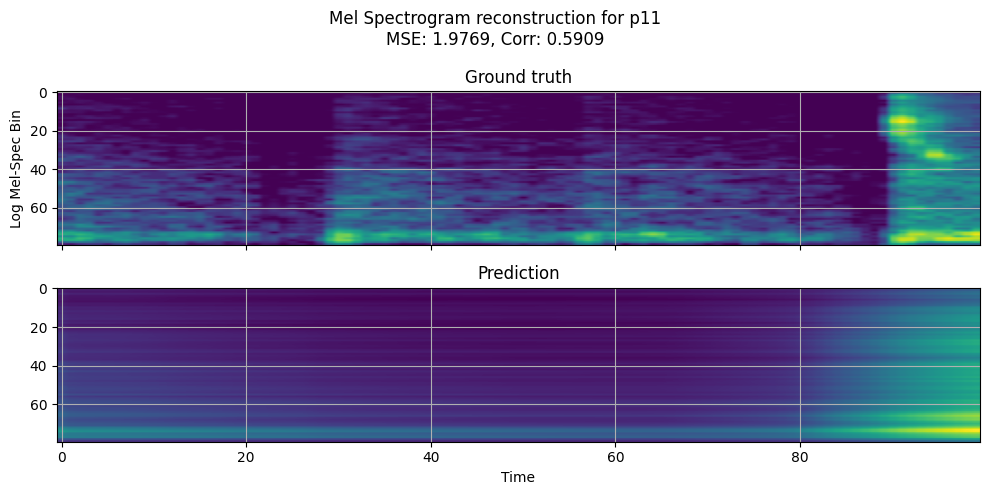 Mel Spectrogram reconstruction for p11
MSE: 1.9769, Corr: 0.5909
Ground truth
Log Mel-Spec Bin
0
20
40
60
Prediction
0
20
40
60
0 20 40 60 80
Time